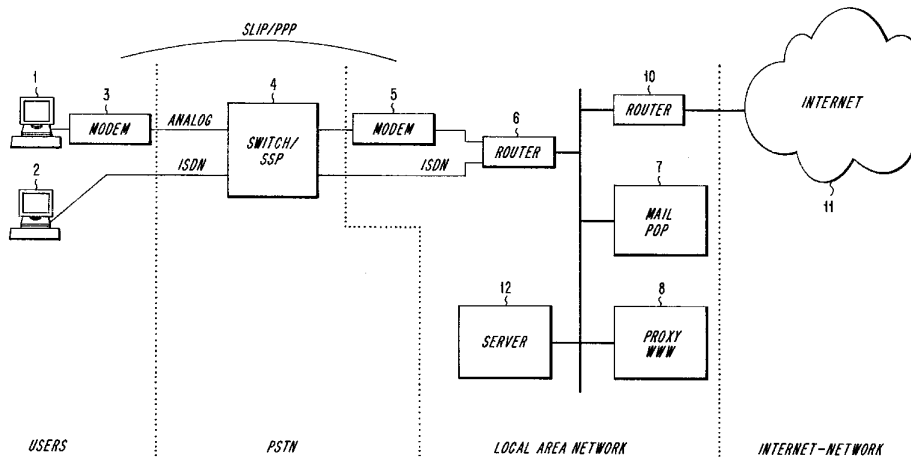 SLIP/PPP
1
3
MODEM
ANALOG
4
SWITCH/
SSP
5
MODEM
6
ROUTER
10
ROUTER
INTERNET
11
2
ISDN
ISDN
7
MAIL
POP
12
SERVER
8
PROXY
WWW
USERS
PSTN
LOCAL AREA NETWORK
INTERNET-NETWORK